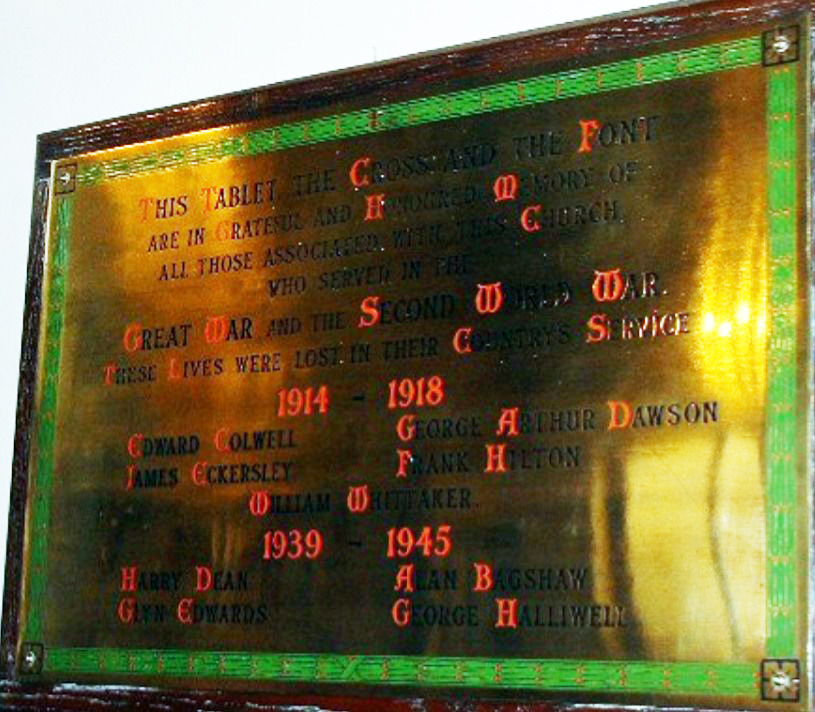 THIS TABLET, THE CROSS AND THE FONT
ARE IN GRATEFUL AND HONOURED MEMORY OF
ALL THOSE ASSOCIATED WITH THIS CHURCH
WHO SERVED IN THE
GREAT WAR AND THE SECOND WORLD WAR.
THESE LIVES WERE LOST IN THEIR COUNTRYS SERVICE
1914 - 1918
EDWARD COLWELL GEORGE ARTHUR DAWSON
JAMES ECKERSLEY FRANK HILTON
WILLIAM WHITTAKER.
1939 - 1945
HARRY DEAN ALAN BAGSHAW
GLYN EDWARDS GEORGE HALLIWELL